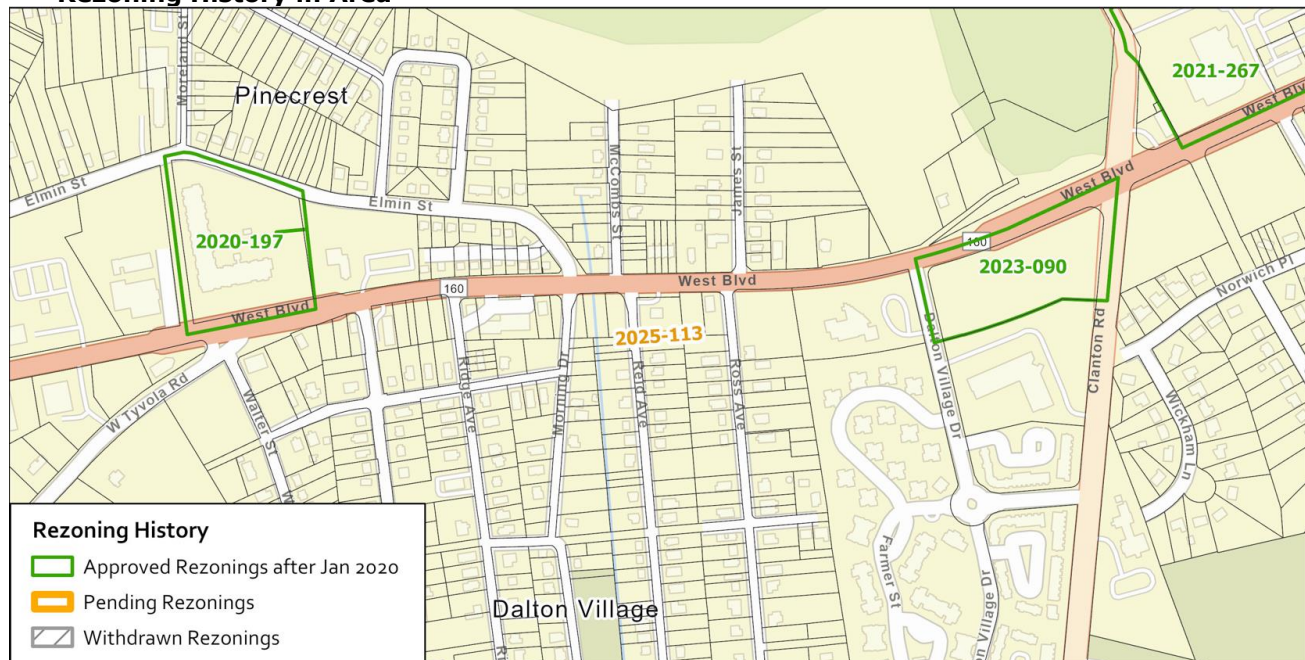 Rezoning History in Area
Moreland St
Pinecrest
2021-267
West Blvd
McCombs St
James St
Elmin St
Elmin St
West Blvd
2020-197
160
2023-090
Norwich Pl
West Blvd
160
West Blvd
2025-113
Dalton Village Dr
Clanton Rd
W Tyvola Rd
Walter St
Ridge Ave
Morning Dr
Reid Ave
Ross Ave
Wickham Ln
Farmer St
Dalton Village
Village Dr
Rezoning History
Approved Rezonings after Jan 2020
Pending Rezonings
Withdrawn Rezonings